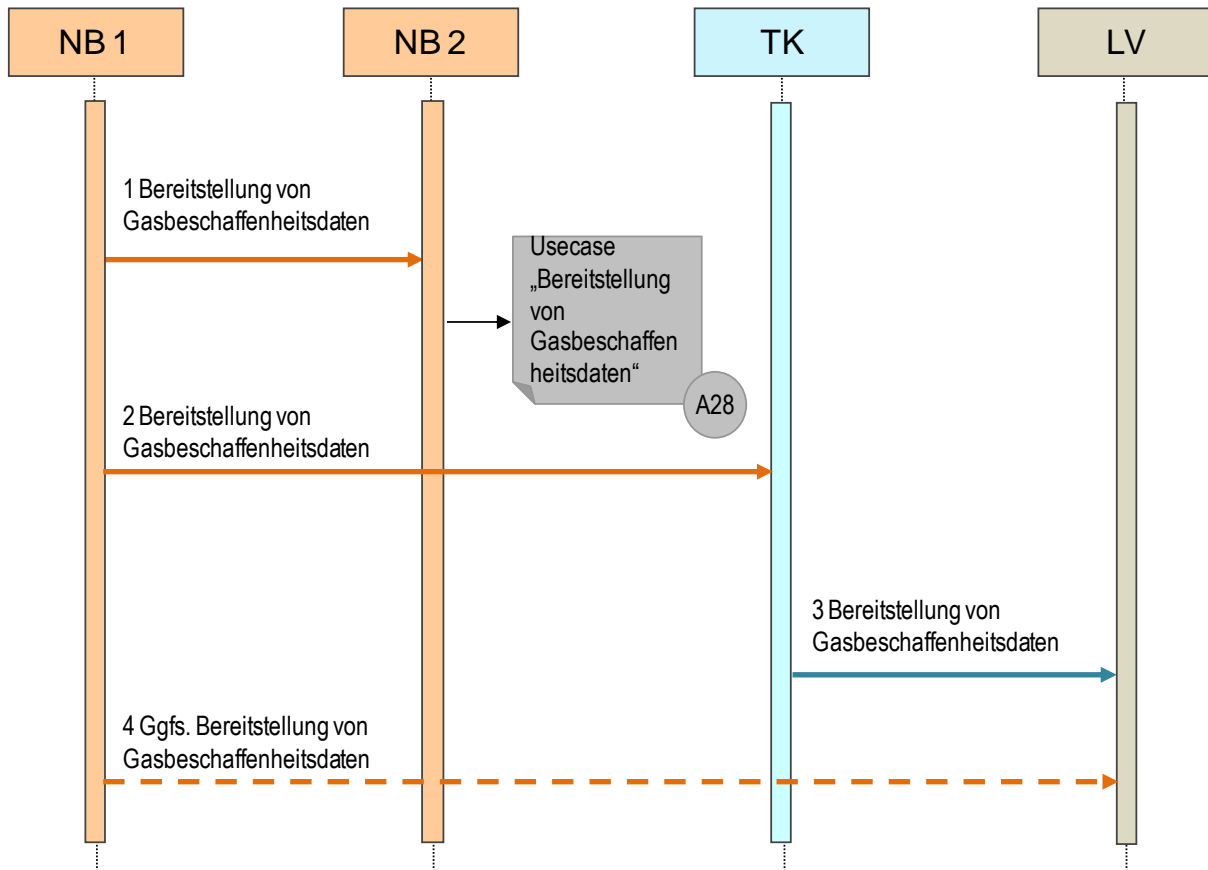 NB 1
NB 2
TK
LV
1 Bereitstellung von
Gasbeschaffenheitsdaten
Usecase
„Bereitstellung
von
Gasbeschaffen
heitsdaten“
A28
2 Bereitstellung von
Gasbeschaffenheitsdaten
3 Bereitstellung von
Gasbeschaffenheitsdaten
4 Ggfs. Bereitstellung von
Gasbeschaffenheitsdaten